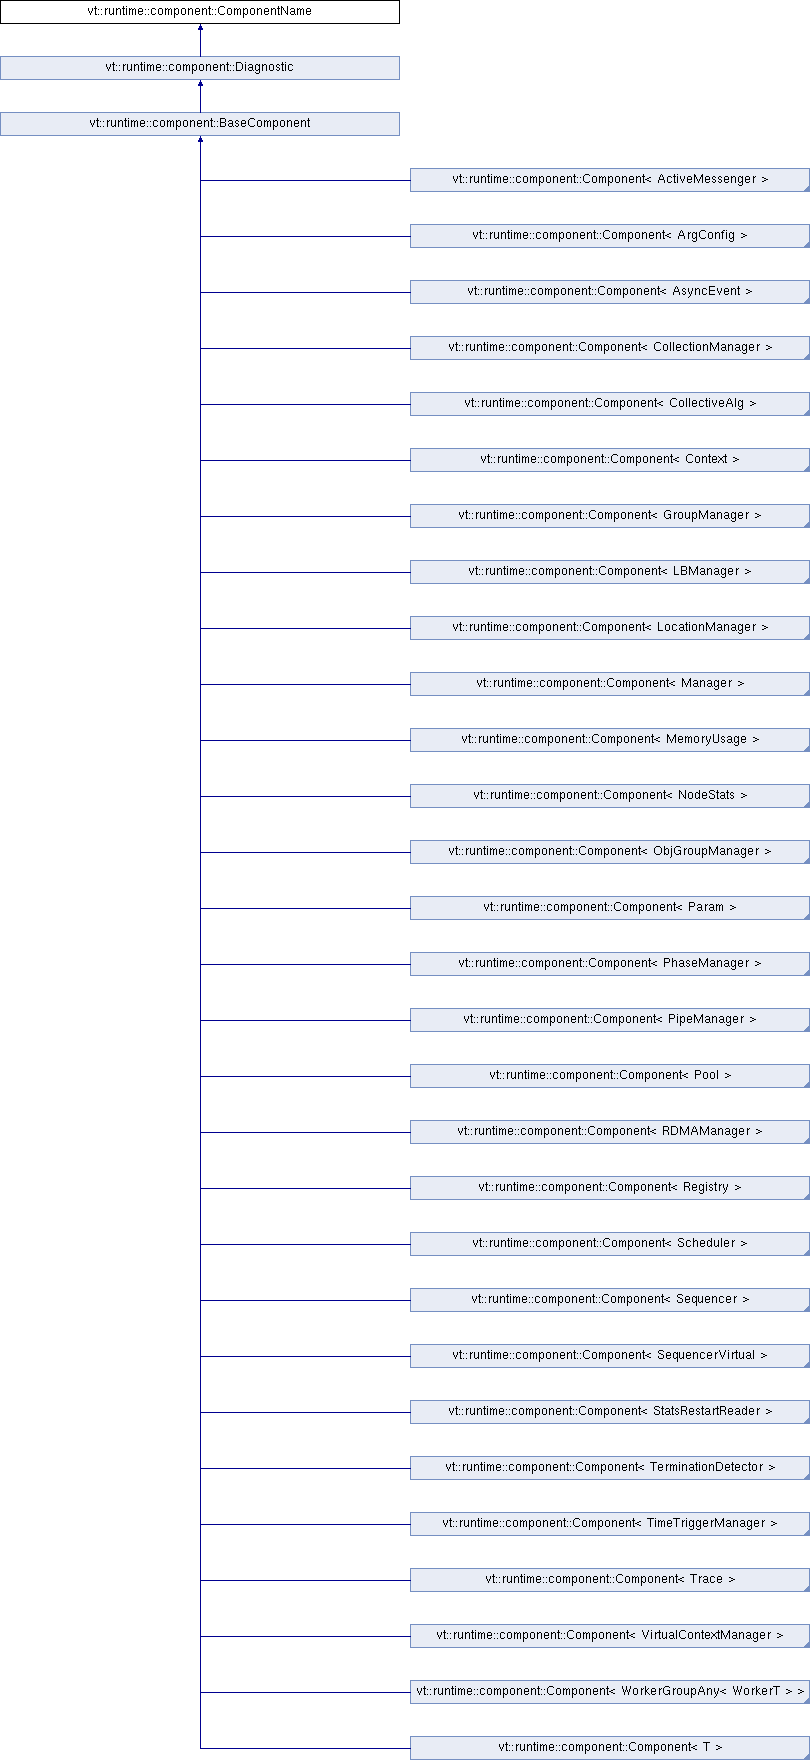 vt::runtime::component::ComponentName
vt::runtime::component::Diagnostic
vt::runtime::component::BaseComponent
vt::runtime::component::Component< ActiveMessenger >
vt::runtime::component::Component< ArgConfig >
vt::runtime::component::Component< AsyncEvent >
vt::runtime::component::Component< CollectionManager >
vt::runtime::component::Component< CollectiveAlg >
vt::runtime::component::Component< Context >
vt::runtime::component::Component< GroupManager >
vt::runtime::component::Component< LBManager >
vt::runtime::component::Component< LocationManager >
vt::runtime::component::Component< Manager >
vt::runtime::component::Component< MemoryUsage >
vt::runtime::component::Component< NodeStats >
vt::runtime::component::Component< ObjGroupManager >
vt::runtime::component::Component< Param >
vt::runtime::component::Component< PhaseManager >
vt::runtime::component::Component< PipeManager >
vt::runtime::component::Component< Pool >
vt::runtime::component::Component< RDMAManager >
vt::runtime::component::Component< Registry >
vt::runtime::component::Component< Scheduler >
vt::runtime::component::Component< Sequencer >
vt::runtime::component::Component< SequencerVirtual >
vt::runtime::component::Component< StatsRestartReader >
vt::runtime::component::Component< TerminationDetector >
vt::runtime::component::Component< TimeTriggerManager >
vt::runtime::component::Component< Trace >
vt::runtime::component::Component< VirtualContextManager >
vt::runtime::component::Component< WorkerGroupAny< WorkerT > >
vt::runtime::component::Component< T >